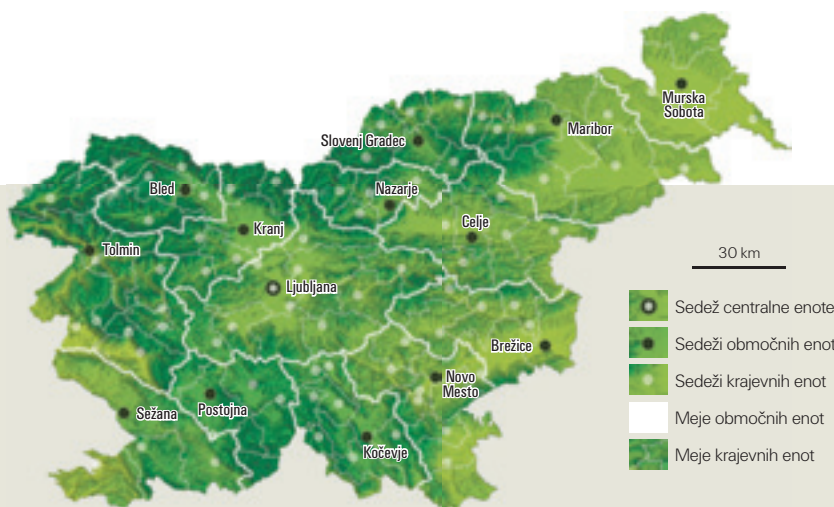 Murska
Sobota
Maribor
Slovenj Gradec
Bled
Nazarje
Kranj
Celje
Tolmin
Ljubljana
30 km
Sedež centralne enote
Brežice
Sedeži območnih enot
Novo
Mesto
Sedeži krajevnih enot
Sežana
Postojna
Meje območnih enot
Kočevje
Meje krajevnih enot